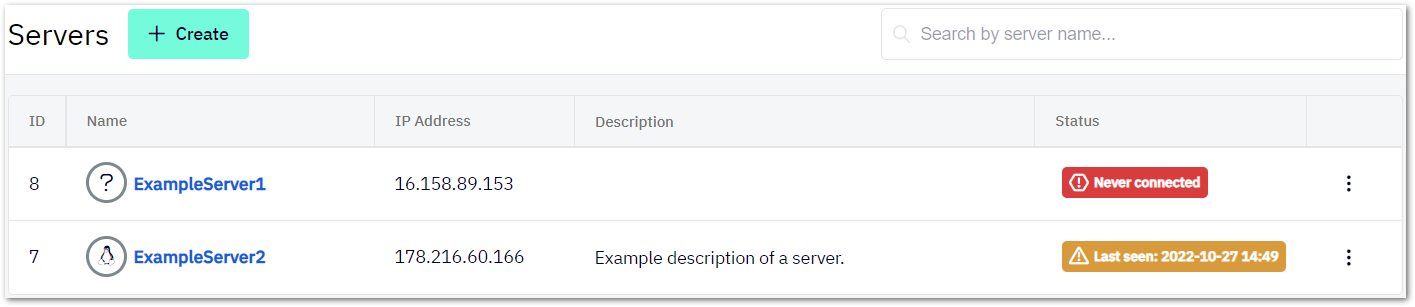 Servers + Create Search by server name...
ID Name IP Address Description Status
8 ? ExampleServer1 16.158.89.153 Never connected
7 ExampleServer2 178.216.60.166 Example description of a server. Last seen: 2022-10-27 14:49